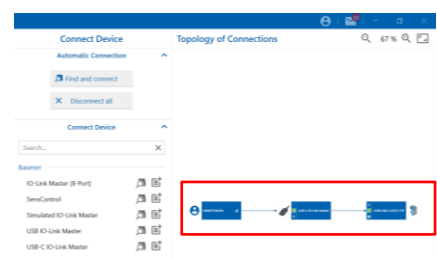 Connect Device
Topology of Connections
67 %
Automatic Connection
Find and connect
Disconnect all
Connect Device
Search...
Baumer
IO-Link Master (8-Port)
SensControl
Simulated IO-Link Master
USB IO-Link Master
USB-C IO-Link Master